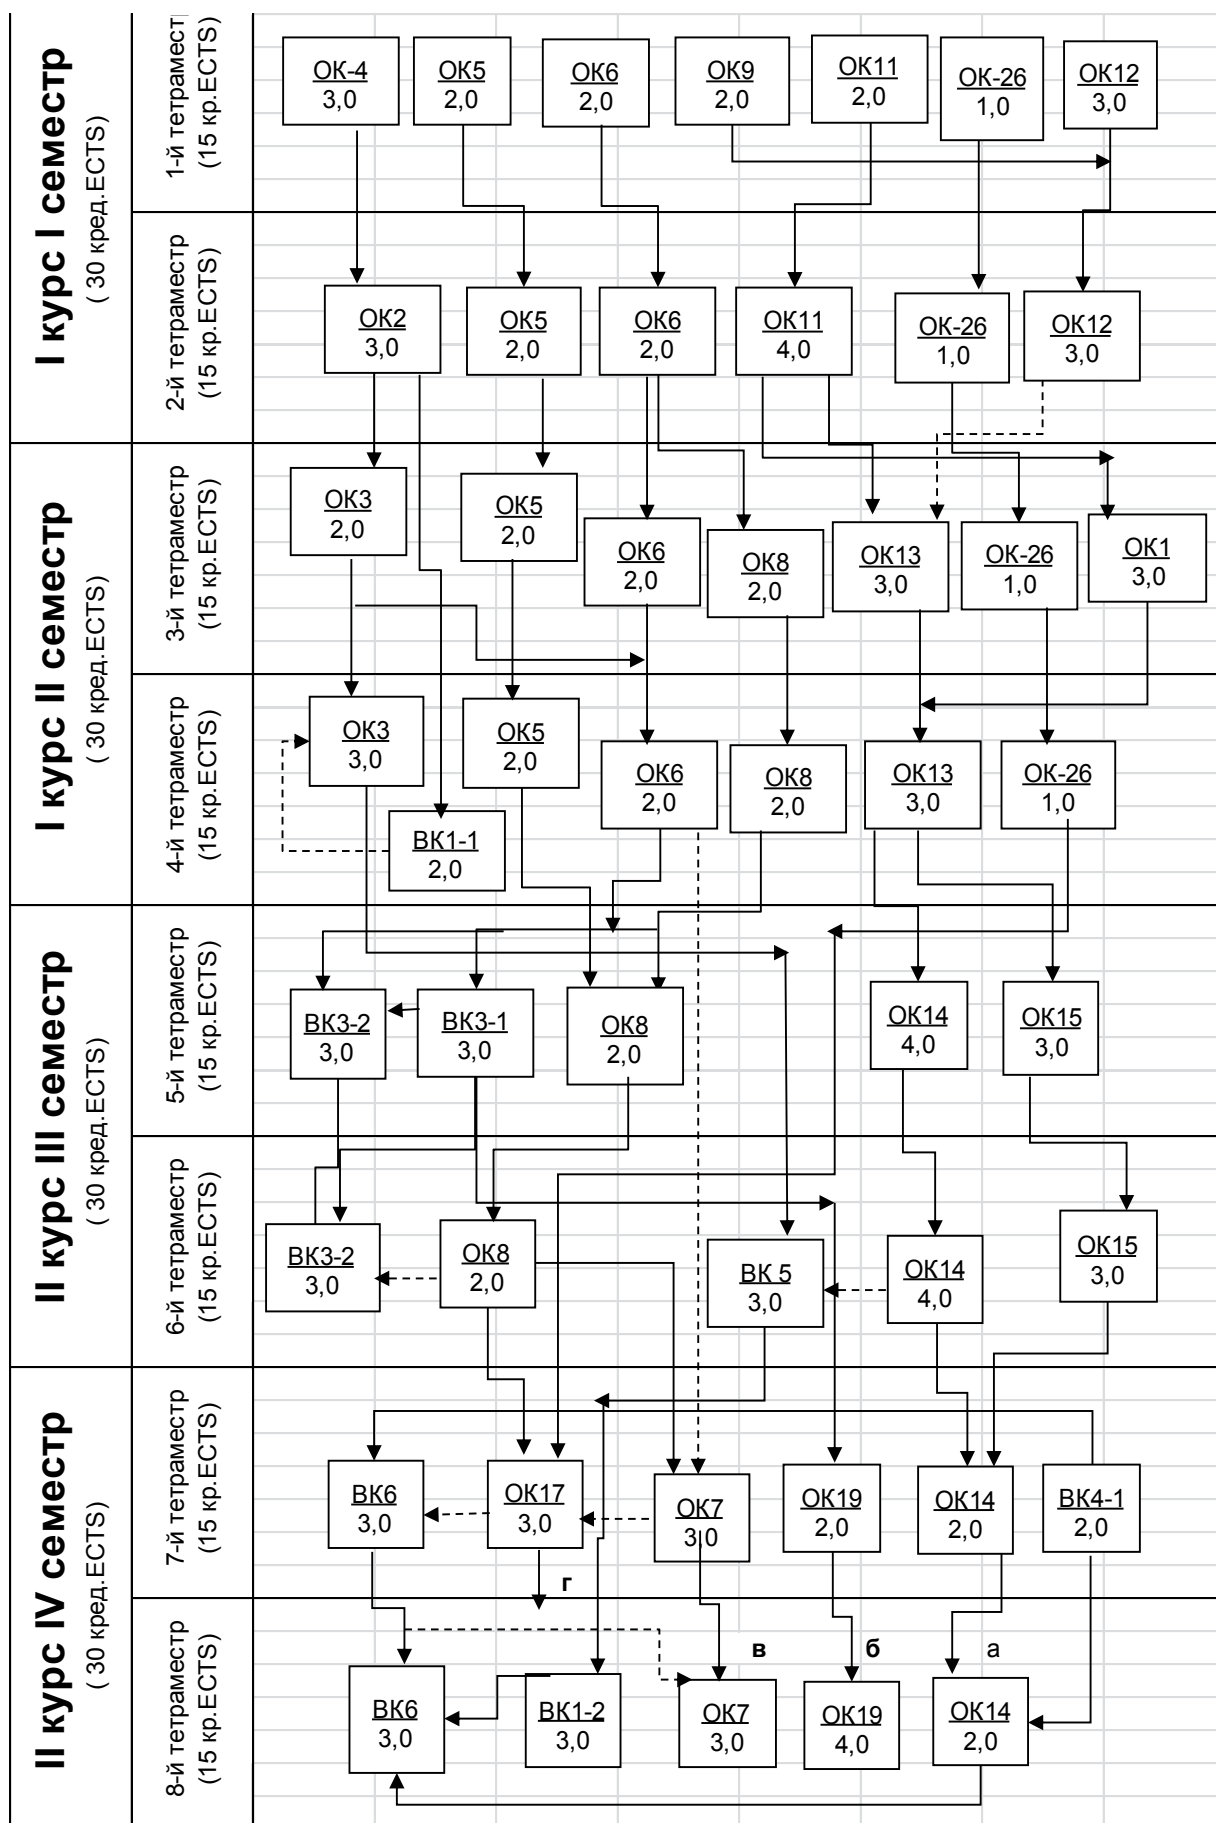 I курс I семестр
( 30 кред.ECTS)
1-й тетраместр
(15 кр.ECTS)
ОК-4
3,0
ОК5
2,0
ОК6
2,0
ОК9
2,0
ОК11
2,0
ОК-26
1,0
ОК12
3,0
2-й тетраместр
(15 кр.ECTS)
ОК2
3,0
ОК5
2,0
ОК6
2,0
ОК11
4,0
ОК-26
1,0
ОК12
3,0
I курс II семестр
( 30 кред.ECTS)
3-й тетраместр
(15 кр.ECTS)
ОК3
2,0
ОК5
2,0
ОК6
2,0
ОК8
2,0
ОК13
3,0
ОК-26
1,0
ОК1
3,0
4-й тетраместр
(15 кр.ECTS)
ОК3
3,0
ВК1-1
2,0
ОК5
2,0
ОК6
2,0
ОК8
2,0
ОК13
3,0
ОК-26
1,0
II курс III семестр
( 30 кред.ECTS)
5-й тетраместр
(15 кр.ECTS)
ВК3-2
3,0
ВК3-1
3,0
ОК8
2,0
ОК14
4,0
ОК15
3,0
6-й тетраместр
(15 кр.ECTS)
ВК3-2
3,0
ОК8
2,0
ВК 5
3,0
ОК14
4,0
ОК15
3,0
II курс IV семестр
( 30 кред.ECTS)
7-й тетраместр
(15 кр.ECTS)
ВК6
3,0
ОК17
3,0
ОК7
3,0
ОК19
2,0
ОК14
2,0
ВК4-1
2,0
г
8-й тетраместр
(15 кр.ECTS)
в
б
а
ВК6
3,0
ВК1-2
3,0
ОК7
3,0
ОК19
4,0
ОК14
2,0